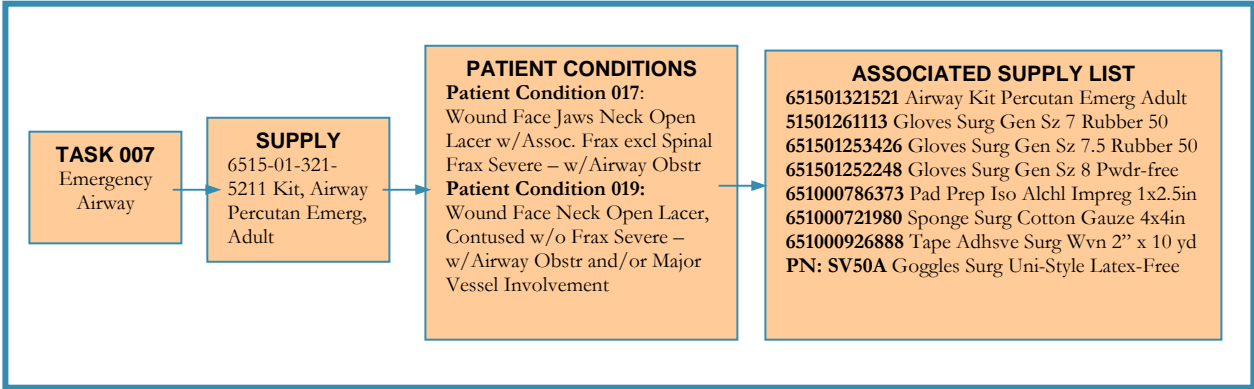 TASK 007
Emergency
Airway
SUPPLY
6515-01-321-
5211 Kit, Airway
Percutan Emerg,
Adult
PATIENT CONDITIONS
Patient Condition 017:
Wound Face Jaws Neck Open
Lacer w/Assoc. Frax excl Spinal
Frax Severe – w/Airway Obstr
Patient Condition 019:
Wound Face Neck Open Lacer,
Contused w/o Frax Severe –
w/Airway Obstr and/or Major
Vessel Involvement
ASSOCIATED SUPPLY LIST
651501321521 Airway Kit Percutan Emerg Adult
51501261113 Gloves Surg Gen Sz 7 Rubber 50
651501253426 Gloves Surg Gen Sz 7.5 Rubber 50
651501252248 Gloves Surg Gen Sz 8 Pwdr-free
651000786373 Pad Prep Iso Alchl Impreg 1x2.5in
651000721980 Sponge Surg Cotton Gauze 4x4in
651000926888 Tape Adhsve Surg Wvn 2” x 10 yd
PN: SV50A Goggles Surg Uni-Style Latex-Free